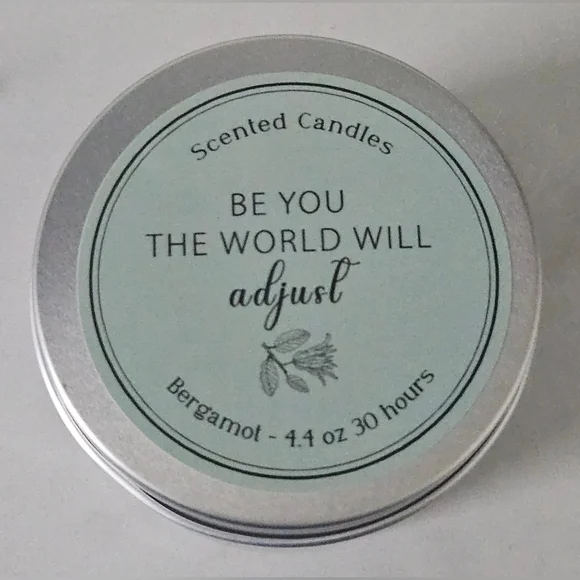 Scented Candles
BE YOU
THE WORLD WILL
adjust
Bergamot - 4.4 oz 30 hours